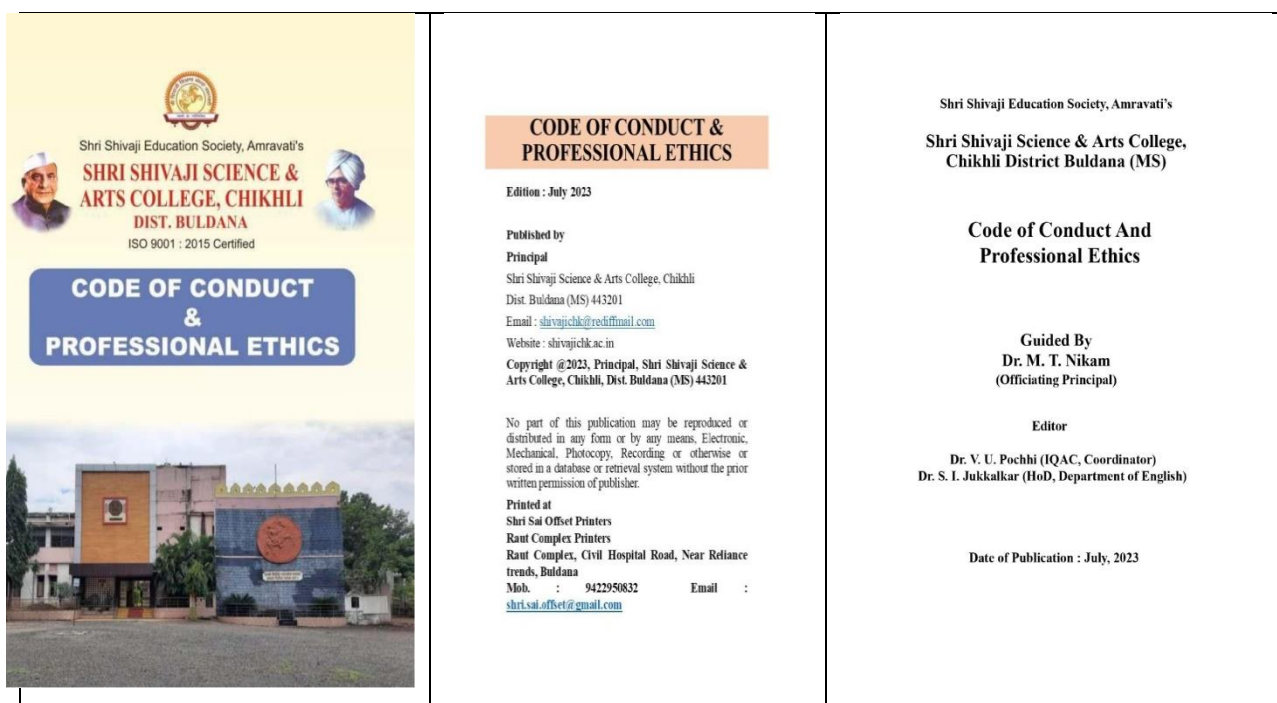 Shri Shivaji Education Society, Amravati's
SHRI SHIVAJI SCIENCE &
ARTS COLLEGE, CHIKHLI
DIST. BULDANA
ISO 9001 : 2015 Certified
CODE OF CONDUCT
&
PROFESSIONAL ETHICS
CODE OF CONDUCT &
PROFESSIONAL ETHICS
Edition : July 2023
Published by
Principal
Shri Shivaji Science & Arts College, Chikhli
Dist. Buldana (MS) 443201
Email : shivajichk@rediffmail.com
Website : shivajichk.ac.in
Copyright @2023, Principal, Shri Shivaji Science &
Arts College, Chikhli, Dist. Buldana (MS) 443201
No part of this publication may be reproduced or
distributed in any form or by any means, Electronic,
Mechanical, Photocopy, Recording or otherwise or
stored in a database or retrieval system without the prior
written permission of publisher.
Printed at
Shri Sai Offset Printers
Raut Complex Printers
Raut Complex, Civil Hospital Road, Near Reliance
trends, Buldana
Mob. : 9422950832 Email :
shri.sai.offset@gmail.com
Shri Shivaji Education Society, Amravati's
Shri Shivaji Science & Arts College,
Chikhli District Buldana (MS)
Code of Conduct And
Professional Ethics
Guided By
Dr. M. T. Nikam
(Officiating Principal)
Editor
Dr. V. U. Pochhi (IQAC, Coordinator)
Dr. S. I. Jukkalkar (HoD, Department of English)
Date of Publication : July, 2023